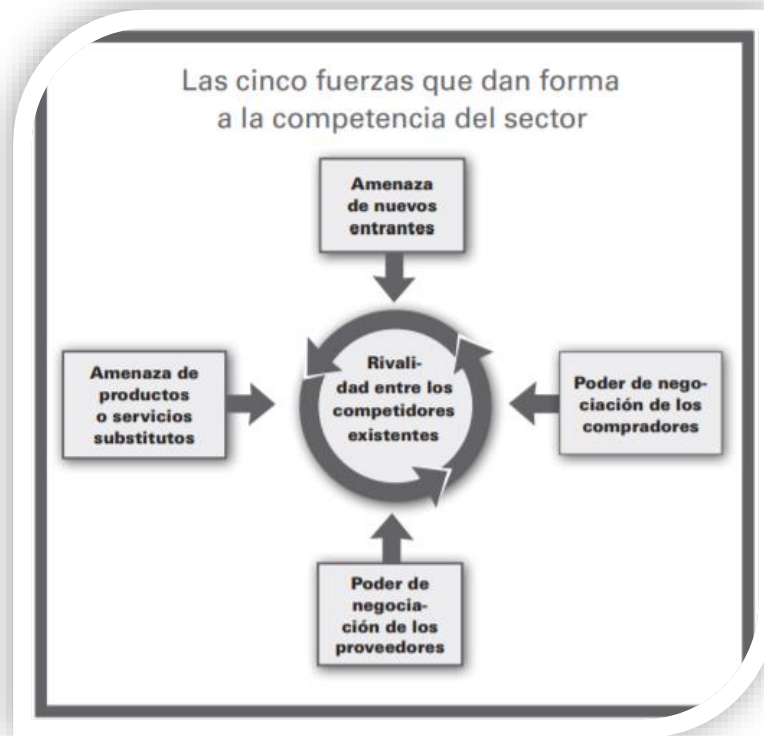 Las cinco fuerzas que dan forma
a la competencia del sector
Amenaza
de nuevos
entrantes
Amenaza de
productos
o servicios
substitutos
Rivali-
dad entre los
competidores
existentes
Poder de nego-
ciación de los
compradores
Poder de
negocia-
ción de los
proveedores